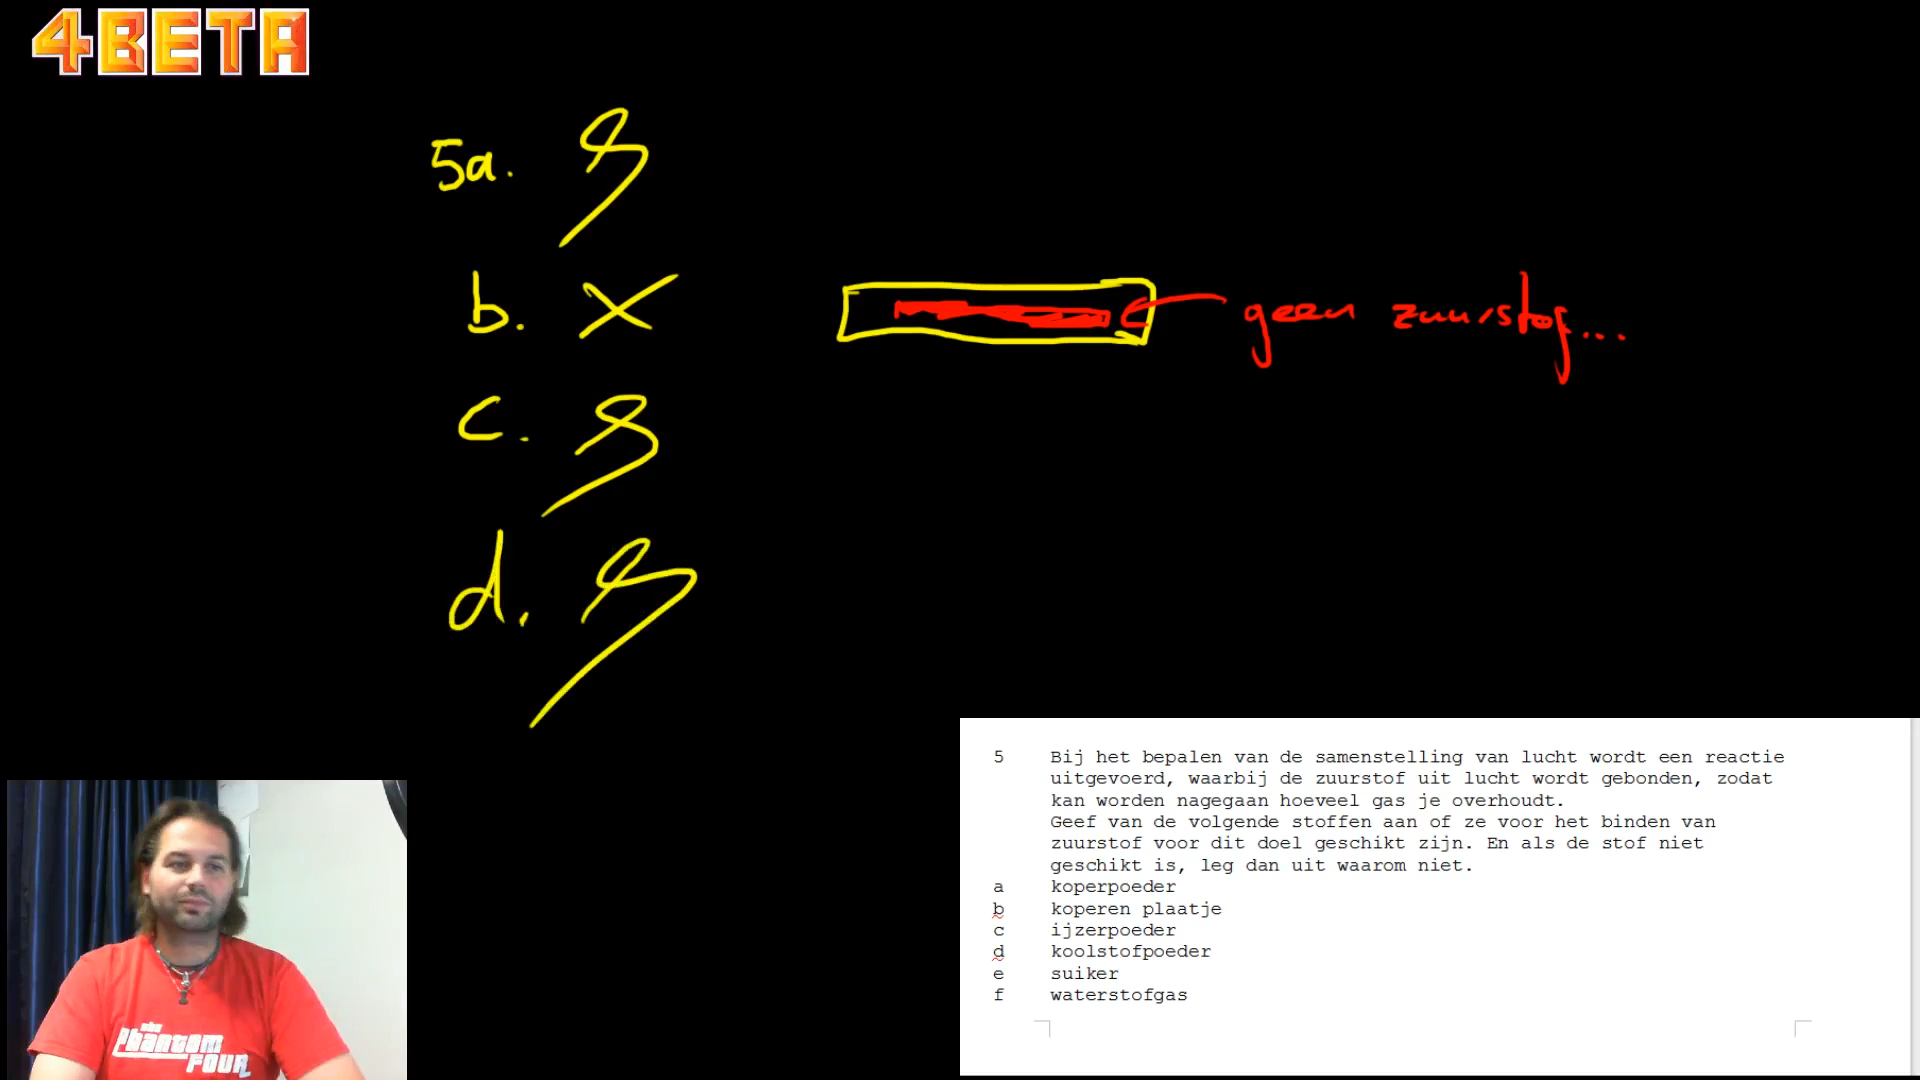 4BETA
5a.
b. X
geen zuurstof...
c.
d.
5 Bij het bepalen van de samenstelling van lucht wordt een reactie
uitgevoerd, waarbij de zuurstof uit lucht wordt gebonden, zodat
kan worden nagegaan hoeveel gas je overhoudt.
Geef van de volgende stoffen aan of ze voor het binden van
zuurstof voor dit doel geschikt zijn. En als de stof niet
geschikt is, leg dan uit waarom niet.
a koperpoeder
b koperen plaatje
c ijzerpoeder
d koolstofpoeder
e suiker
f waterstofgas
the
Phantom
FOUR